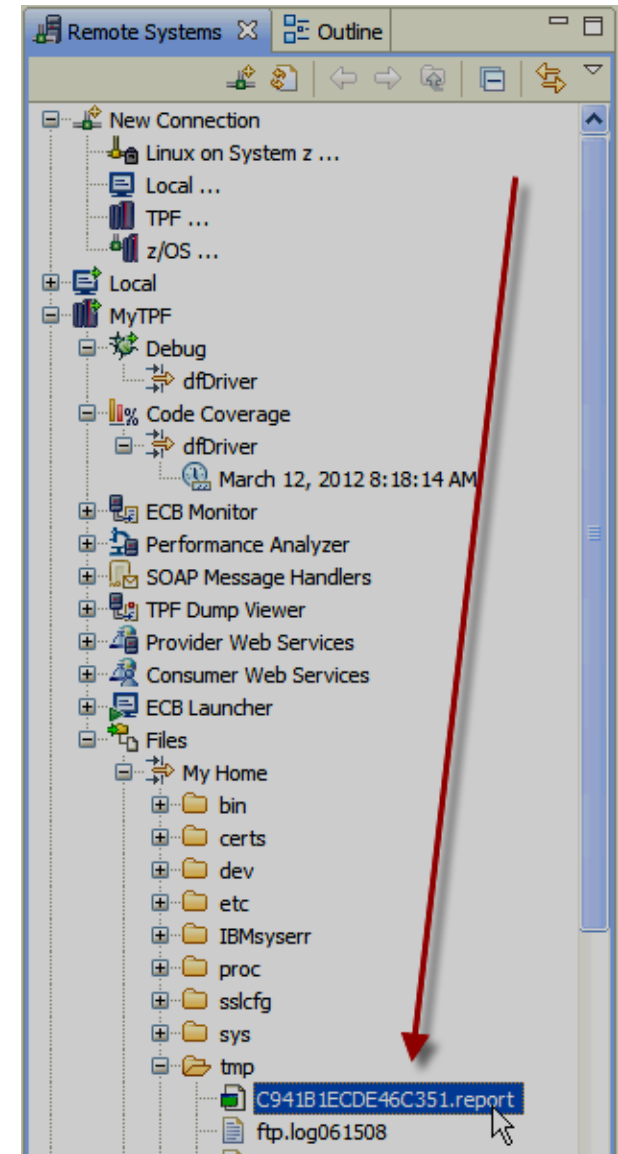 Remote Systems Outline
New Connection
Linux on System z ...
Local ...
TPF ...
z/OS ...
Local
MyTPF
Debug
dfDriver
Code Coverage
dfDriver
March 12, 2012 8:18:14 AM
ECB Monitor
Performance Analyzer
SOAP Message Handlers
TPF Dump Viewer
Provider Web Services
Consumer Web Services
ECB Launcher
Files
My Home
bin
certs
dev
etc
IBMsyserr
proc
sslcfg
sys
tmp
C941B1ECDE46C351.report
ftp.log061508